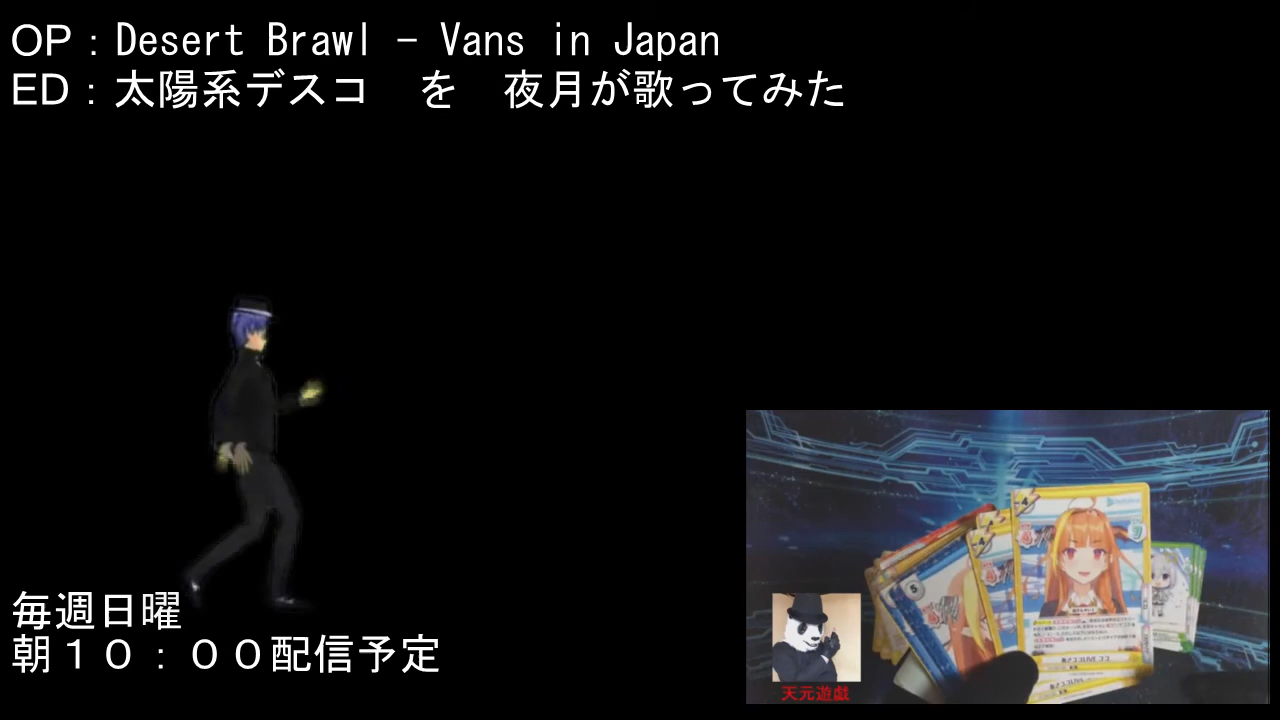 OP：Desert Brawl − Vans in Japan
ED：太陽系デスコ　を　夜月が歌ってみた
毎週日曜
朝１０：００配信予定
天元遊戯